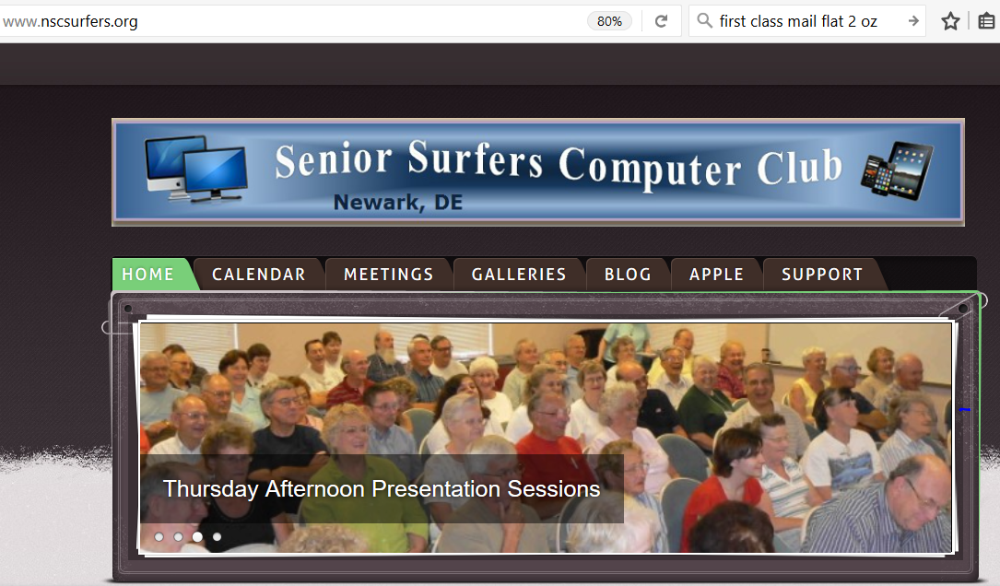 www.nscsurfers.org
80%
first class mail flat 2 oz
Senior Surfers Computer Club
Newark, DE
HOME
CALENDAR
MEETINGS
GALLERIES
BLOG
APPLE
SUPPORT
Thursday Afternoon Presentation Sessions